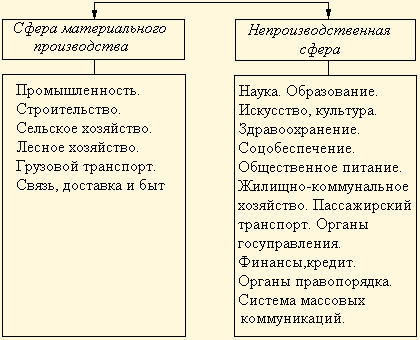 Сфера материального
производства
Промышленность.
Строительство.
Сельское хозяйство.
Лесное хозяйство.
Грузовой транспорт.
Связь, доставка и быт
Непроизводственная
сфера
Наука. Образование.
Искусство, культура.
Здравоохранение.
Соцобеспечение.
Общественное питание.
Жилищно-коммунальное
хозяйство. Пассажирский
транспорт. Органы
госуправления.
Финансы,кредит.
Органы правопорядка.
Система массовых
коммуникаций.